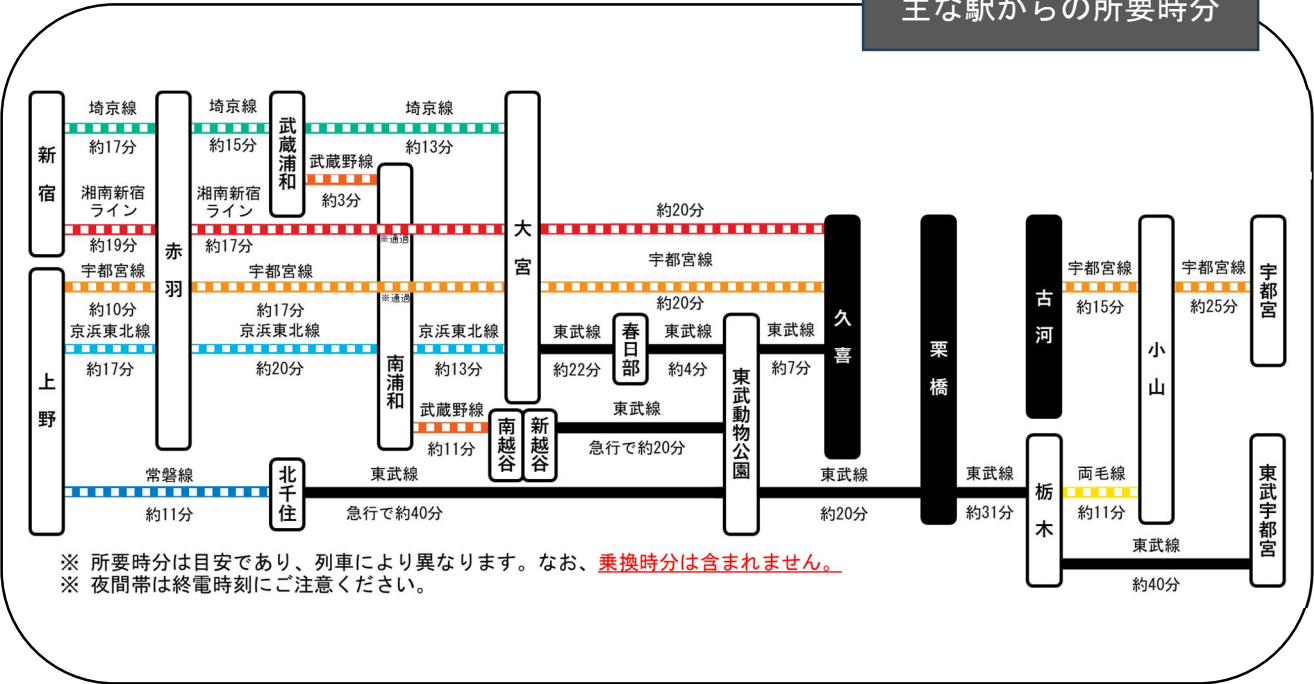 主な駅からの所要時分
新宿
上野
赤羽
武蔵浦和
南浦和
北千住
大宮
南越谷
新越谷
春日部
東武動物公園
久喜
栗橋
古河
栃木
小山
宇都宮
東武宇都宮
埼京線
約17分
埼京線
約15分
埼京線
約13分
武蔵野線
約3分
湘南新宿
ライン
約19分
湘南新宿
ライン
約17分
※通過
約20分
宇都宮線
約10分
宇都宮線
約17分
※通過
宇都宮線
約20分
宇都宮線
約15分
宇都宮線
約25分
京浜東北線
約17分
京浜東北線
約20分
京浜東北線
約13分
東武線
約22分
東武線
約4分
東武線
約7分
武蔵野線
約11分
東武線
急行で約20分
常磐線
約11分
東武線
急行で約40分
東武線
約20分
東武線
約31分
両毛線
約11分
東武線
約40分
※ 所要時分は目安であり、列車により異なります。なお、乗換時分は含まれません。
※ 夜間帯は終電時刻にご注意ください。